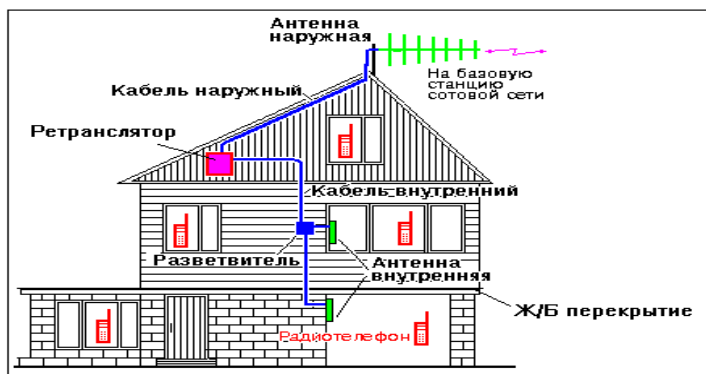 Антенна
наружная
На базовую
станцию
сотовой сети
Кабель наружный
Ретранслятор
Кабель внутренний
Разветвитель
Антенна
внутренняя
Ж/Б перекрытие
Радиотелефон